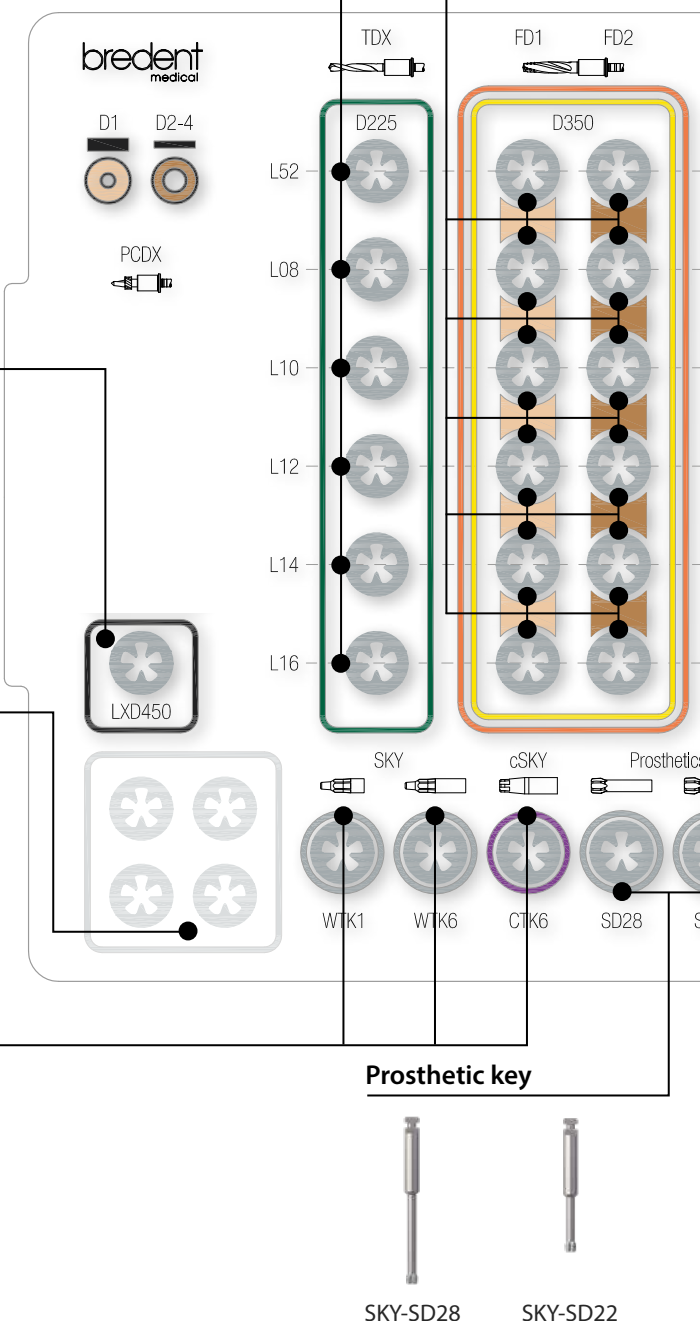 bredent
medical
TDX
FD1 FD2
D1 D2-4
D225
D350
L52
PCDX
L08
L10
L12
L14
L16
LXD450
SKY cSKY Prosthetics
WTK1 WTK6 CTK6 SD28 S
Prosthetic key
SKY-SD28 SKY-SD22